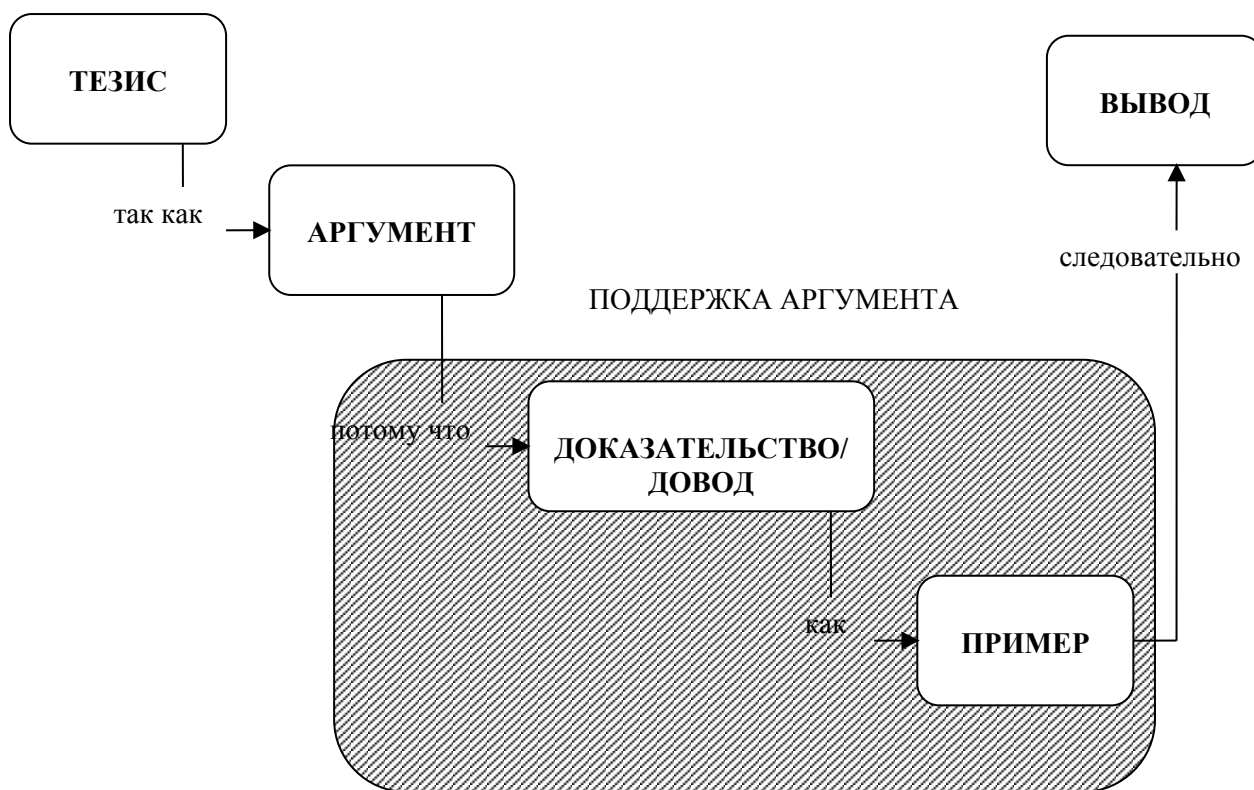 ТЕЗИС
ВЫВОД
так как
АРГУМЕНТ
следовательно
ПОДДЕРЖКА АРГУМЕНТА
потому что
ДОКАЗАТЕЛЬСТВО/
ДОВОД
как
ПРИМЕР